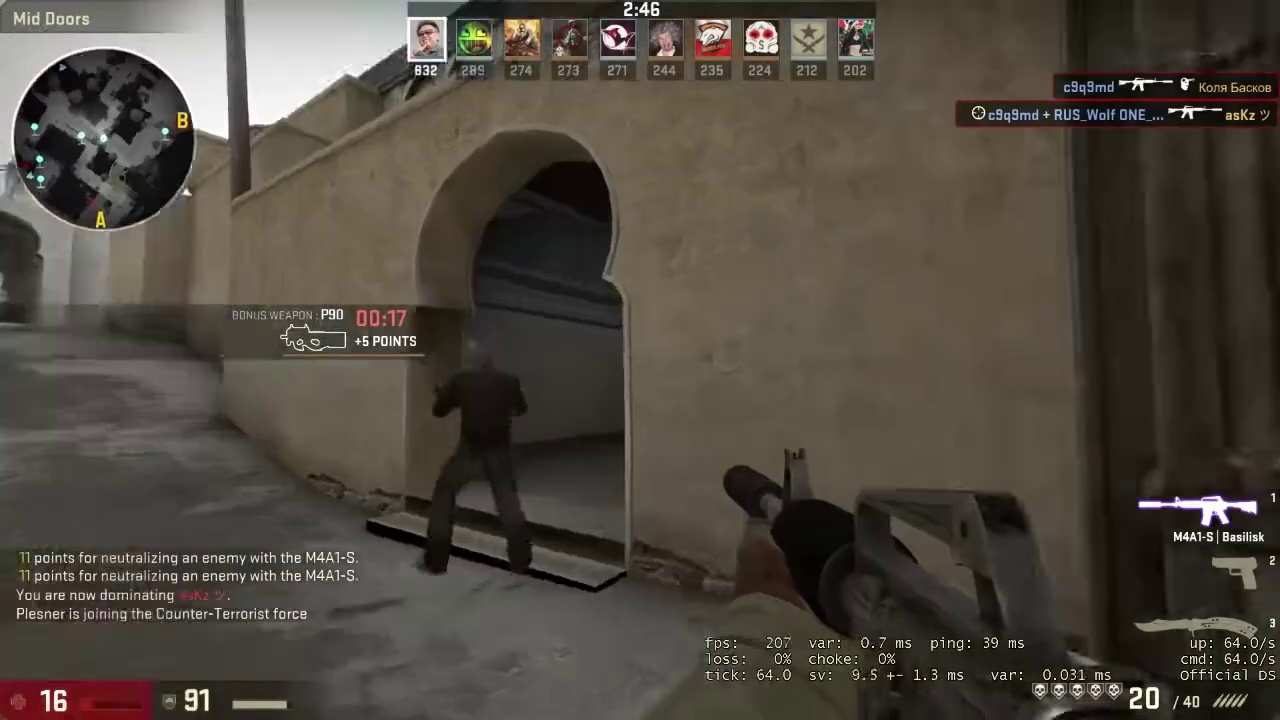 Mid Doors
2:46
832 289 274 273 271 244 235 224 212 202
c9q9md Коля Басков
c9q9md + RUS_Wolf ONE_... asKz ツ
B
A
BONUS WEAPON : P90 00:17
+5 POINTS
1
M4A1-S | Basilisk
2
3
11 points for neutralizing an enemy with the M4A1-S.
11 points for neutralizing an enemy with the M4A1-S.
You are now dominating asKz ツ.
Plesner is joining the Counter-Terrorist force
fps: 207 var: 0.7 ms ping: 39 ms
loss: 0% choke: 0% up: 64.0/s
cmd: 64.0/s
tick: 64.0 sv: 9.5 +- 1.3 ms var: 0.031 ms Official DS
16 91
20 / 40